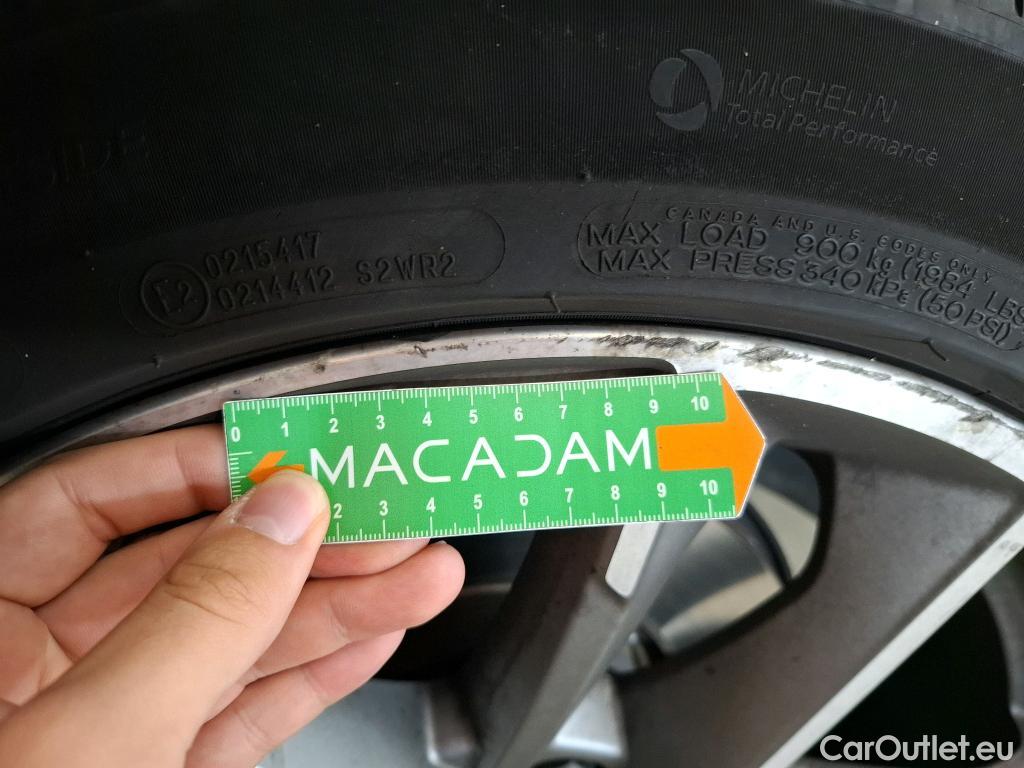 MICHELIN
Total Performance
SIDE
0215417
E2
0214412 S2WR2
CANADA AND U.S. CODES ONLY
MAX LOAD 900 kg (1984 LBS
MAX PRESS 340 kPa (50 PSI)
0 1 2 3 4 5 6 7 8 9 10
MACADAM
2 3 4 5 6 7 8 9 10
CarOutlet.eu